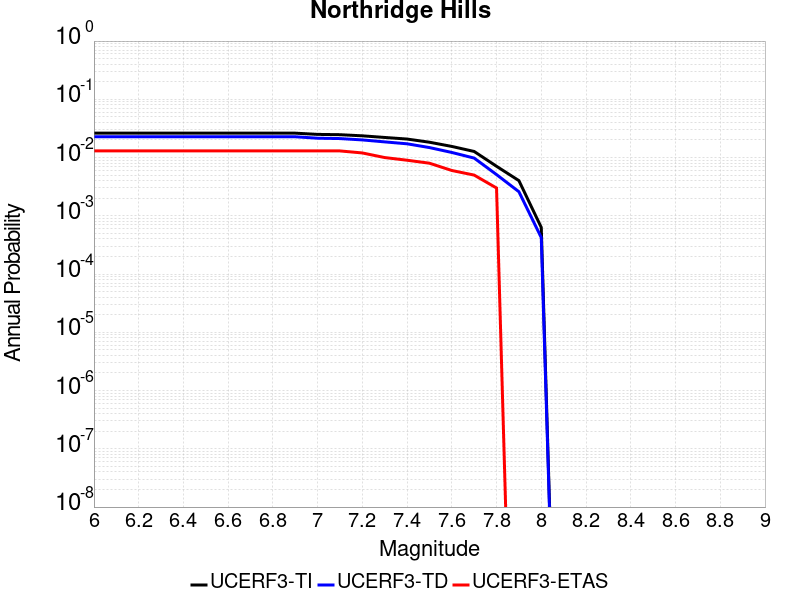 Northridge Hills
10^0
10^-1
10^-2
10^-3
10^-4
10^-5
10^-6
10^-7
10^-8
Annual Probability
6 6.2 6.4 6.6 6.8 7 7.2 7.4 7.6 7.8 8 8.2 8.4 8.6 8.8 9
Magnitude
UCERF3-TI UCERF3-TD UCERF3-ETAS